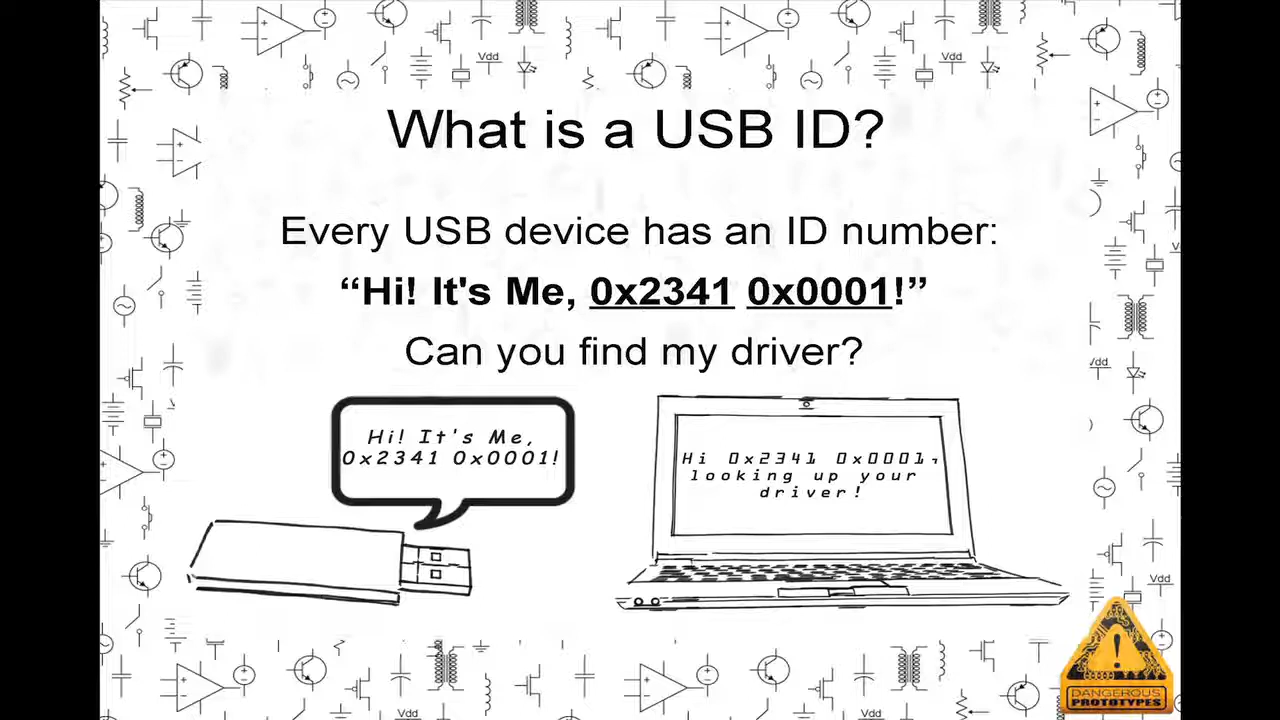 Vdd
What is a USB ID?
Every USB device has an ID number:
“Hi! It's Me, 0x2341 0x0001!”
Can you find my driver?
Vdd
Hi! It's Me,
0x2341 0x0001!
Hi 0x2341 0x0001,
looking up your
driver!
Vdd
DANGEROUS
PROTOTYPES